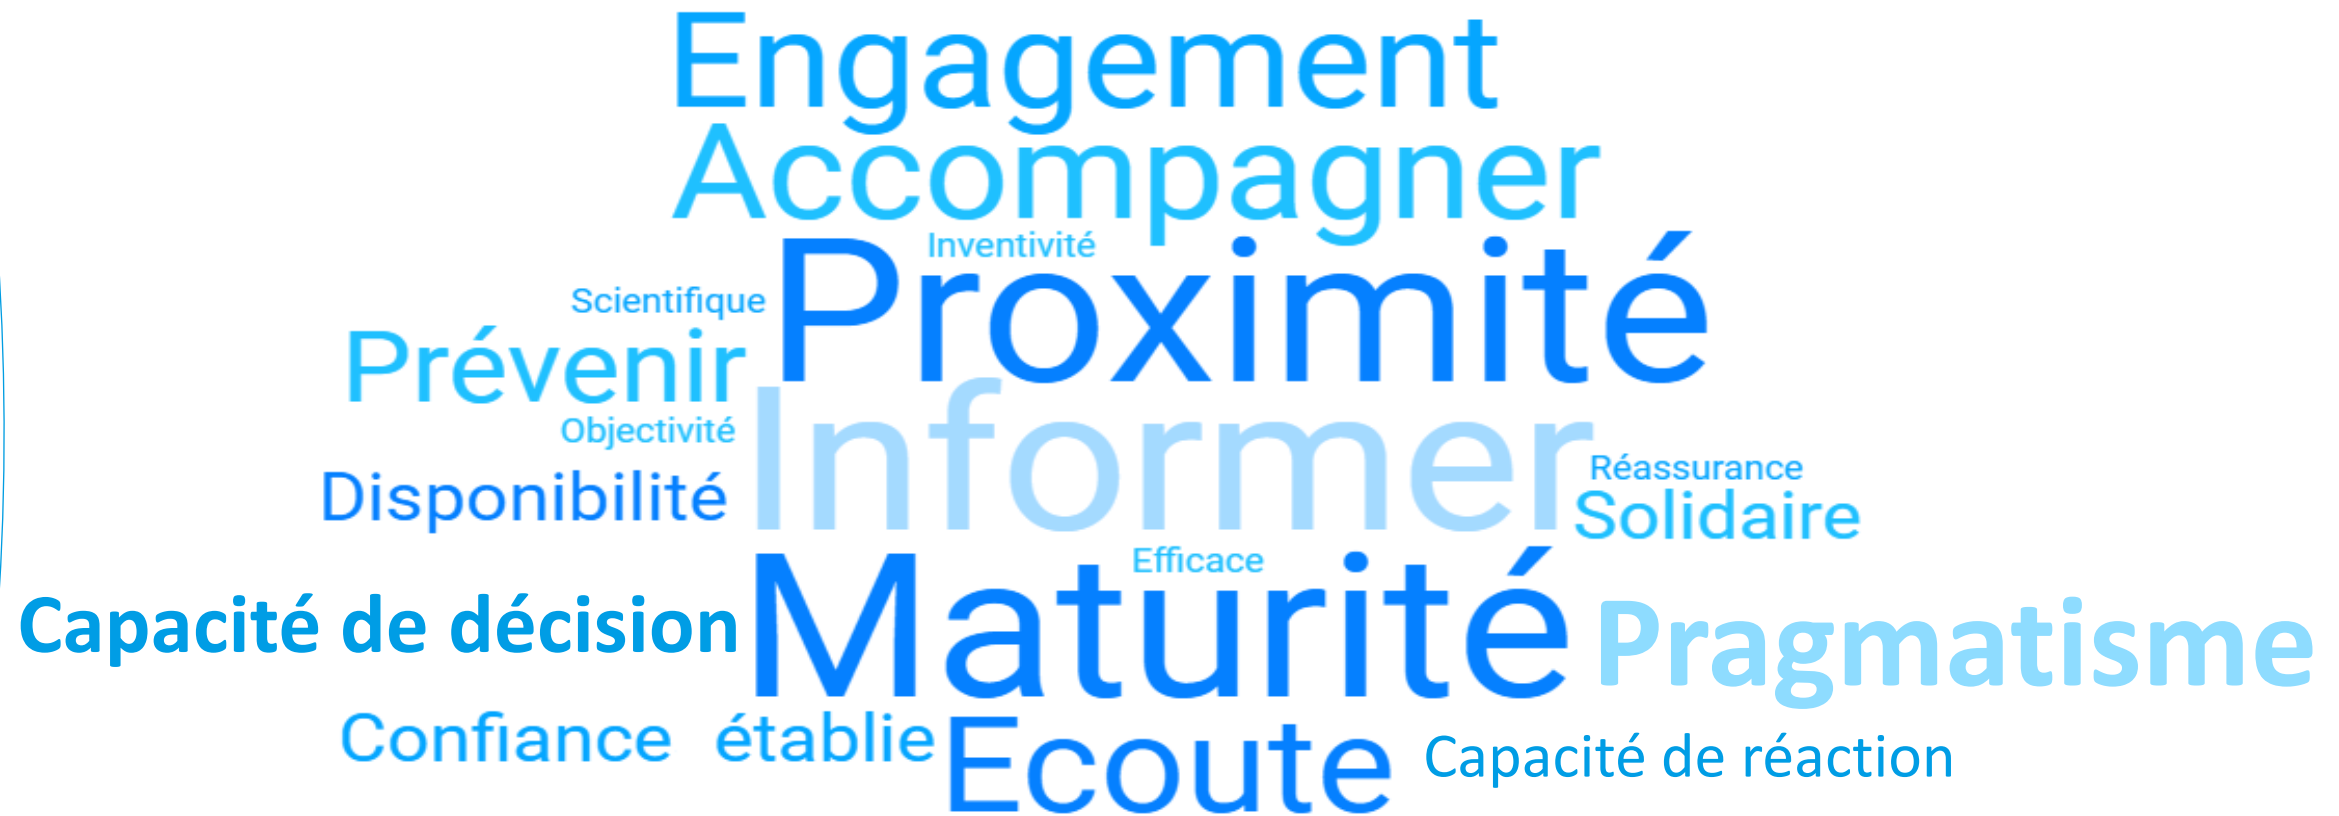 Engagement
Accompagner
Inventivité
Proximité
Scientifique
Prévenir
Objectivité
Informer
Disponibilité
Réassurance
Solidaire
Efficace
Capacité de décision
Maturité
Pragmatisme
Confiance établie
Ecoute
Capacité de réaction